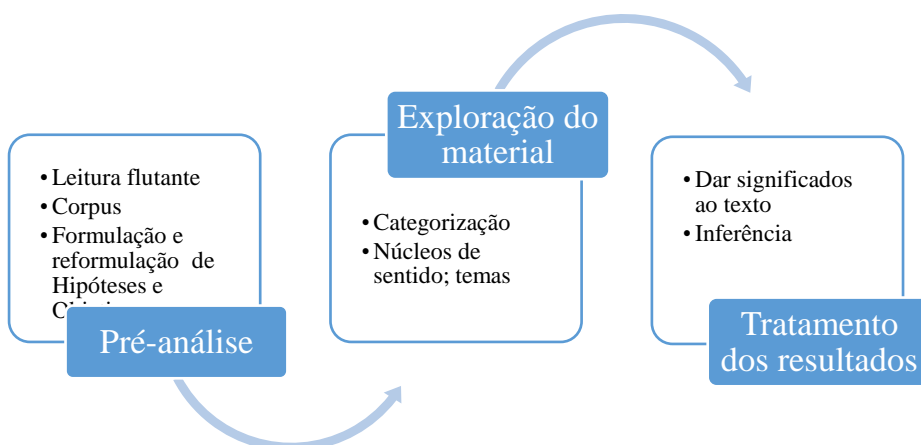 • Leitura flutante
• Corpus
• Formulação e
reformulação de
Hipóteses e
Pré-análise
Exploração do
material
• Categorização
• Núcleos de
sentido; temas
• Dar significados
ao texto
• Inferência
Tratamento
dos resultados